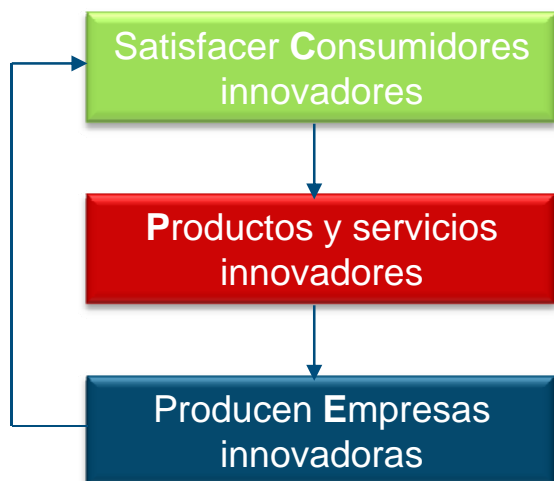 Satisfacer Consumidores
innovadores
Productos y servicios
innovadores
Producen Empresas
innovadoras